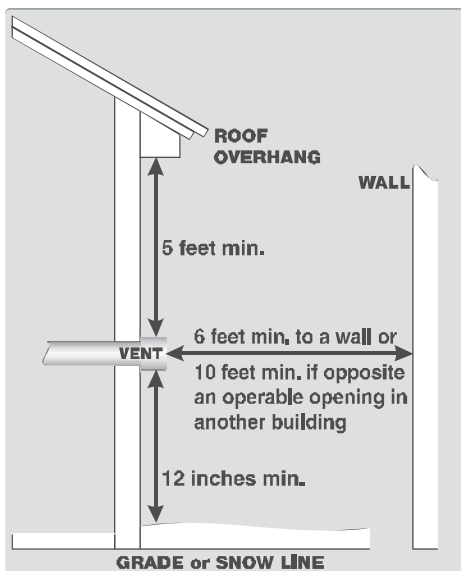 ROOF
OVERHANG
WALL
5 feet min.
6 feet min. to a wall or
VENT
10 feet min. if opposite
an operable opening in
another building
12 inches min.
GRADE or SNOW LINE